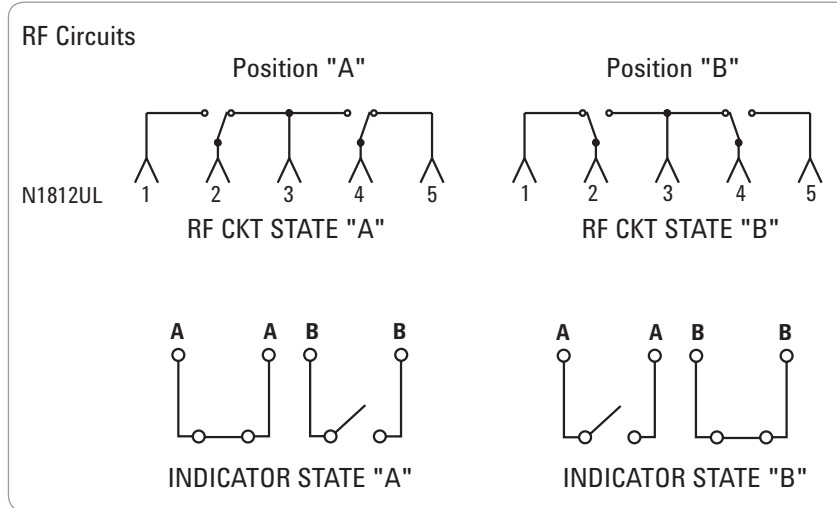 RF Circuits
Position "A" Position "B"
N1812UL 1 2 3 4 5 1 2 3 4 5
RF CKT STATE "A" RF CKT STATE "B"
A A B B A A B B
INDICATOR STATE "A" INDICATOR STATE "B"